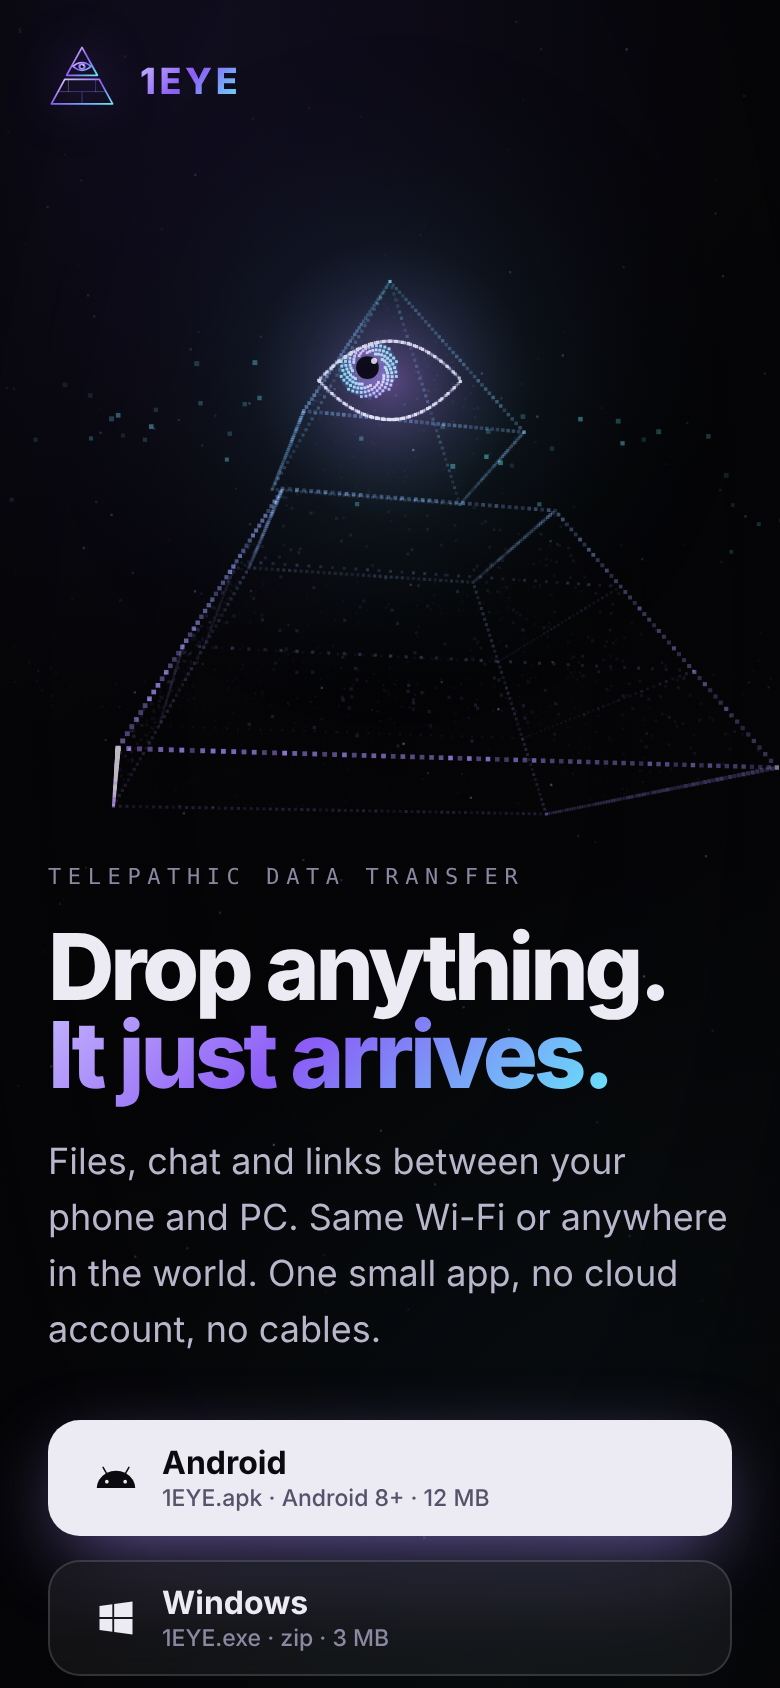 1EYE
TELEPATHIC DATA TRANSFER
Drop anything.
It just arrives.
Files, chat and links between your
phone and PC. Same Wi-Fi or anywhere
in the world. One small app, no cloud
account, no cables.
Android
1EYE.apk · Android 8+ · 12 MB
Windows
1EYE.exe · zip · 3 MB